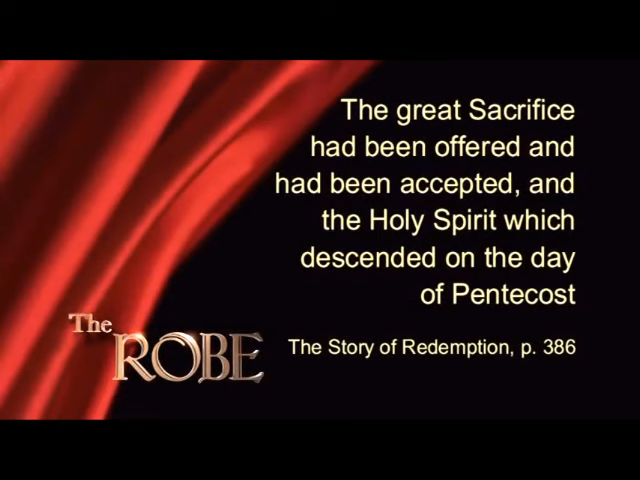 The great Sacrifice
had been offered and
had been accepted, and
the Holy Spirit which
descended on the day
of Pentecost
The Story of Redemption, p. 386
The
ROBE